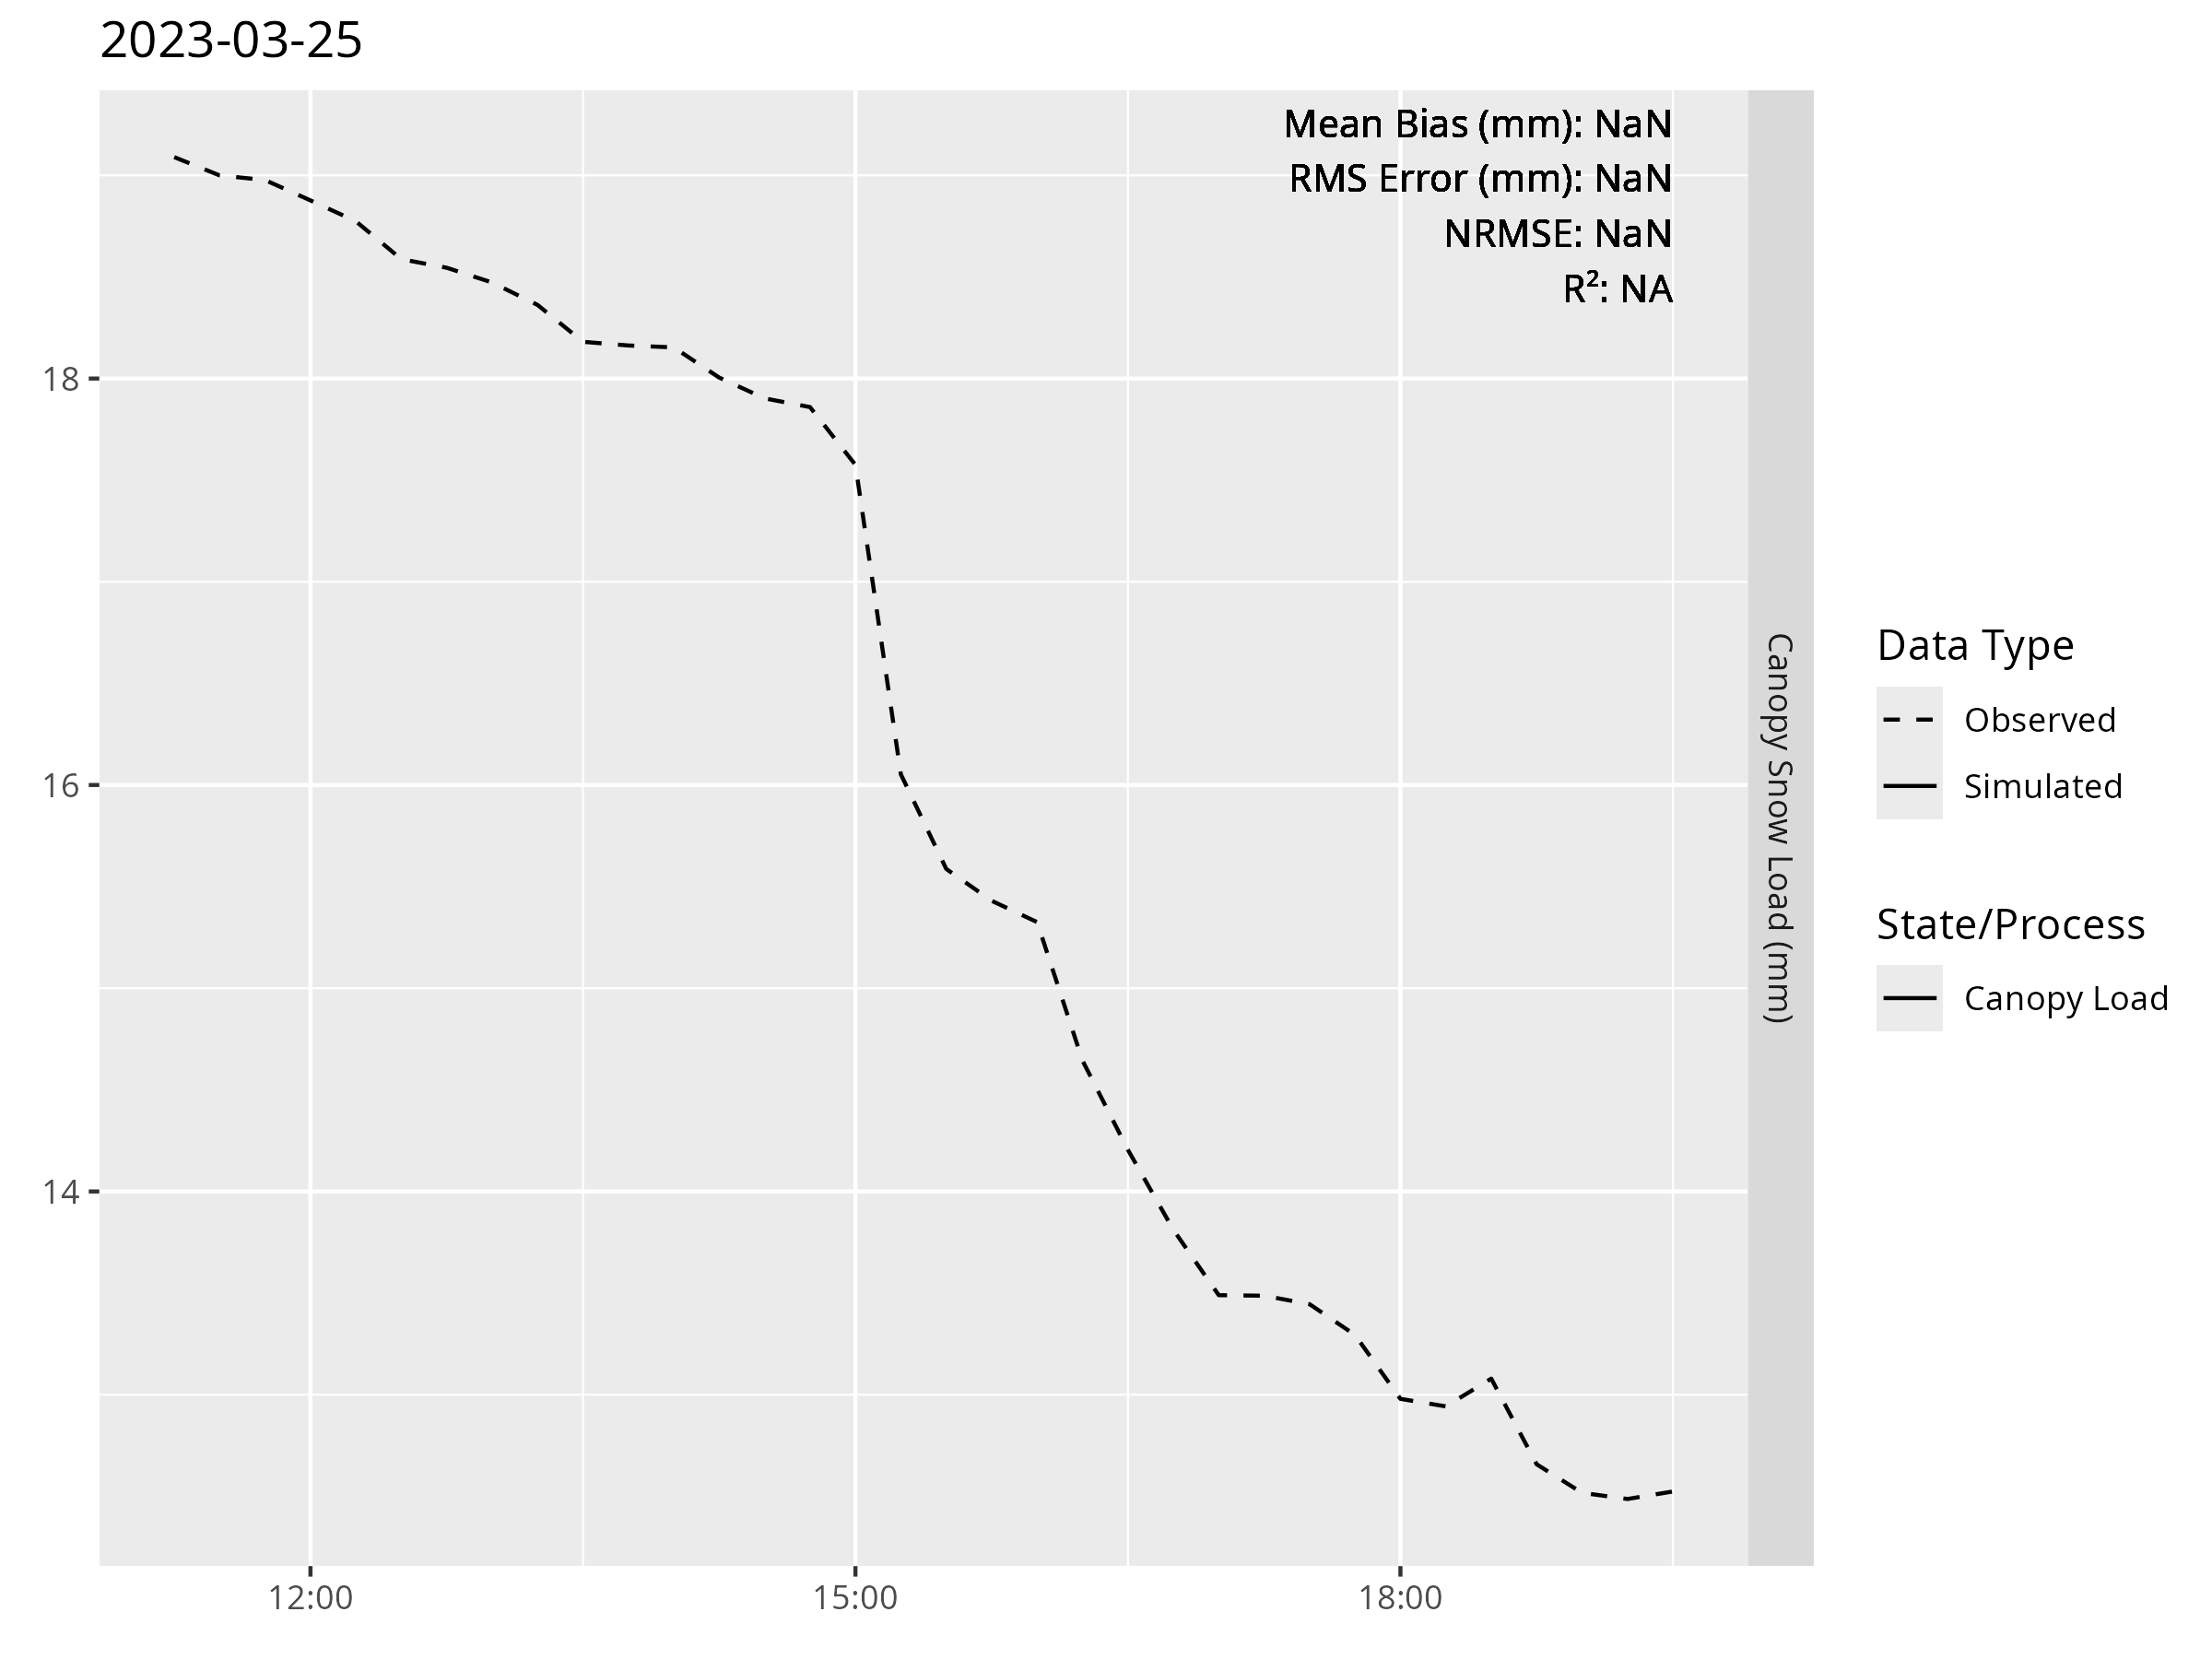 2023-03-25
Mean Bias (mm): NaN
RMS Error (mm): NaN
NRMSE: NaN
R²: NA
18
16
14
12:00
15:00
18:00
Canopy Snow Load (mm)
Data Type
Observed
Simulated
State/Process
Canopy Load